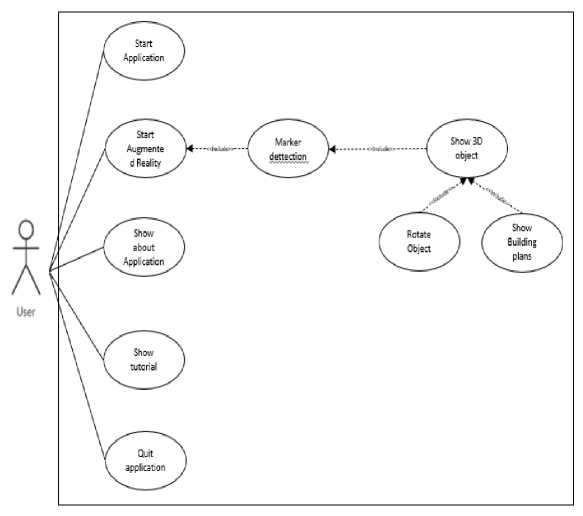 Start
Application
Start
Augmente
d Reality
<<Include>>
Marker
dettection
<<Include>>
Show 3D
object
<<Include>>
<<Include>>
Rotate
Object
Show
Building
plans
Show
about
Application
User
Show
tutorial
Quit
application